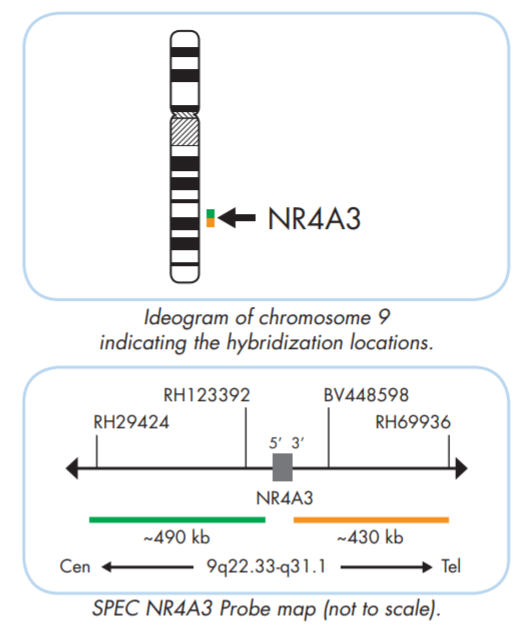 NR4A3
Ideogram of chromosome 9
indicating the hybridization locations.
RH123392 BV448598
RH29424 RH69936
5’ 3’
NR4A3
~490 kb ~430 kb
Cen 9q22.33-q31.1 Tel
SPEC NR4A3 Probe map (not to scale).